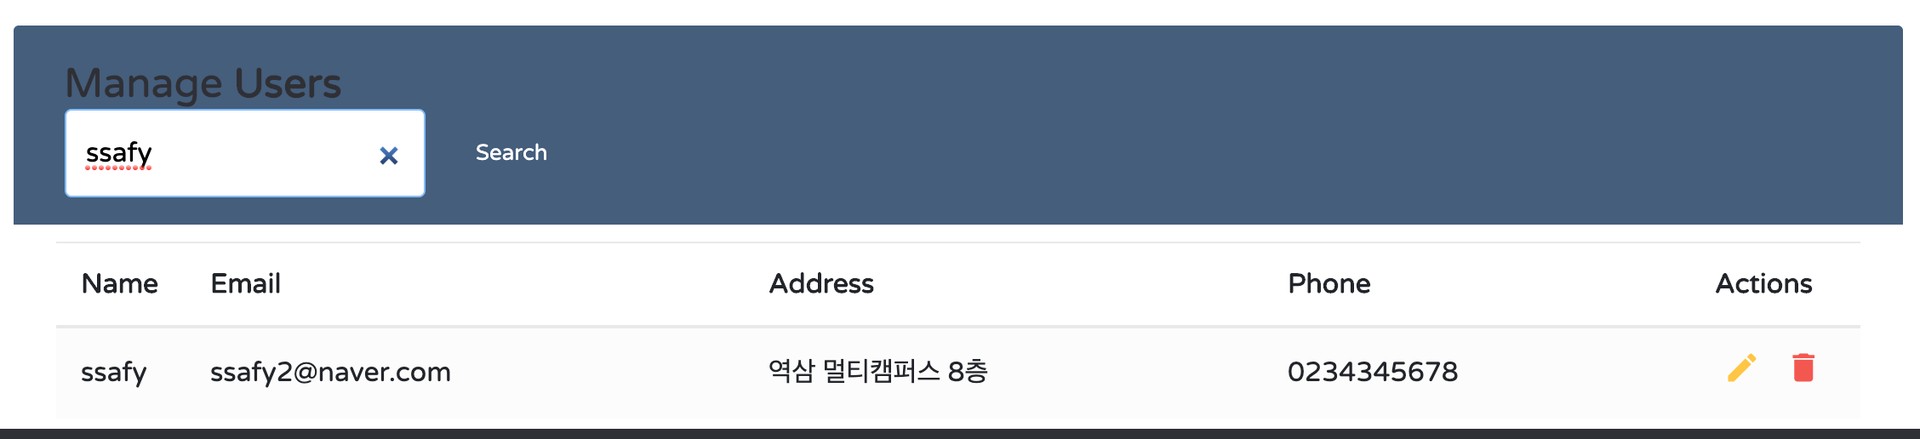 Manage Users
ssafy
Search
Name Email Address Phone Actions
ssafy ssafy2@naver.com 역삼 멀티캠퍼스 8층 0234345678